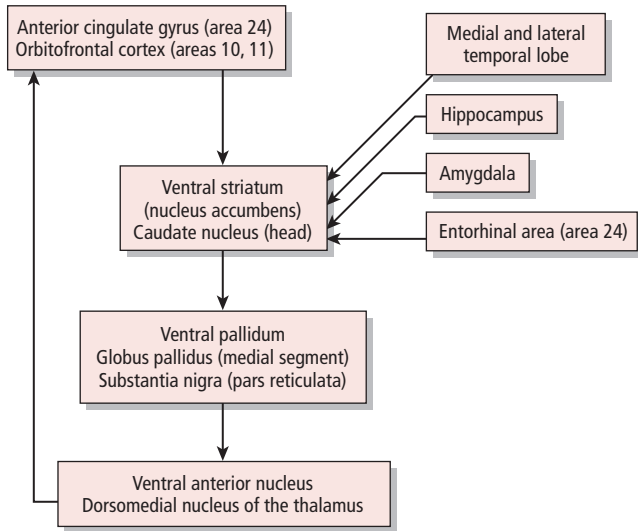 Anterior cingulate gyrus (area 24)
Orbitofrontal cortex (areas 10, 11)
Medial and lateral
temporal lobe
Hippocampus
Amygdala
Entorhinal area (area 24)
Ventral striatum
(nucleus accumbens)
Caudate nucleus (head)
Ventral pallidum
Globus pallidus (medial segment)
Substantia nigra (pars reticulata)
Ventral anterior nucleus
Dorsomedial nucleus of the thalamus